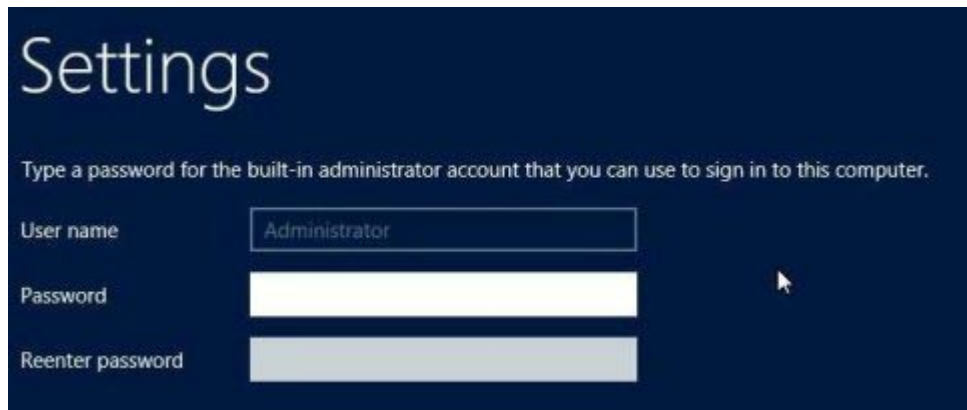 Settings
Type a password for the built-in administrator account that you can use to sign in to this computer.
User name Administrator
Password
Reenter password